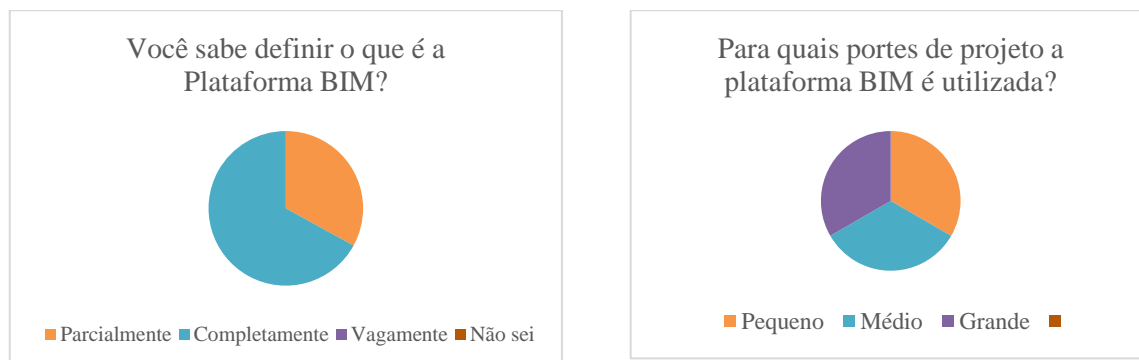 Você sabe definir o que é a
Plataforma BIM?
Parcialmente Completamente Vagamente Não sei
Para quais portes de projeto a
plataforma BIM é utilizada?
Pequeno Médio Grande